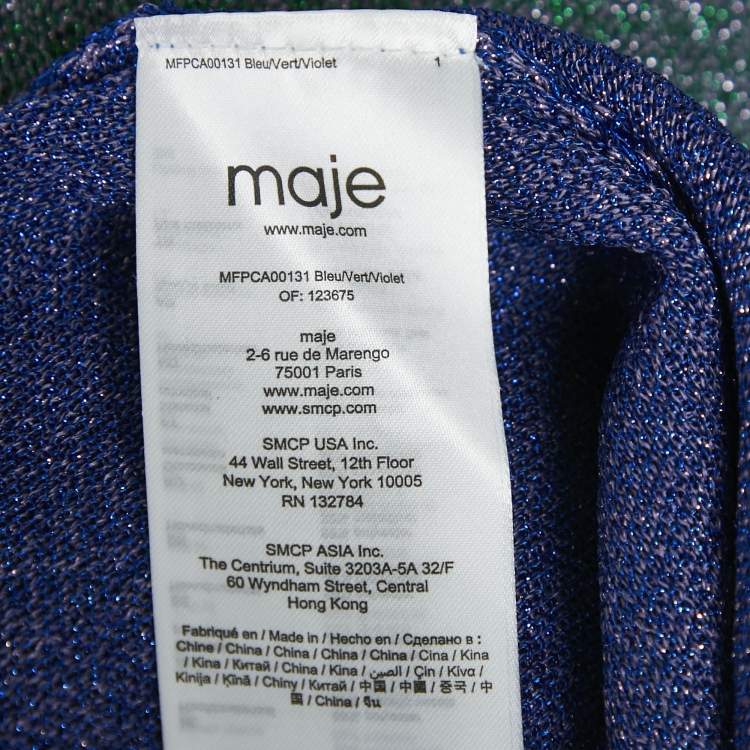 MFPCA00131 Bleu/Vert/Violet 1
maje
www.maje.com
MFPCA00131 Bleu/Vert/Violet
OF: 123675
maje
2-6 rue de Marengo
75001 Paris
www.maje.com
www.smcp.com
SMCP USA Inc.
44 Wall Street, 12th Floor
New York, New York 10005
RN 132784
SMCP ASIA Inc.
The Centrium, Suite 3203A-5A 32/F
60 Wyndham Street, Central
Hong Kong
Fabriqué en / Made in / Hecho en / Сделано в :
Chine / China / China / China / China / Cina / Kina
/ Kina / Китай / China / Kina / الصين / Çin / Κίνα /
Kinija / Ķīnā / Chiny / Китай / 中国 / 中國 / 중국 / 中
国 / China / จีน